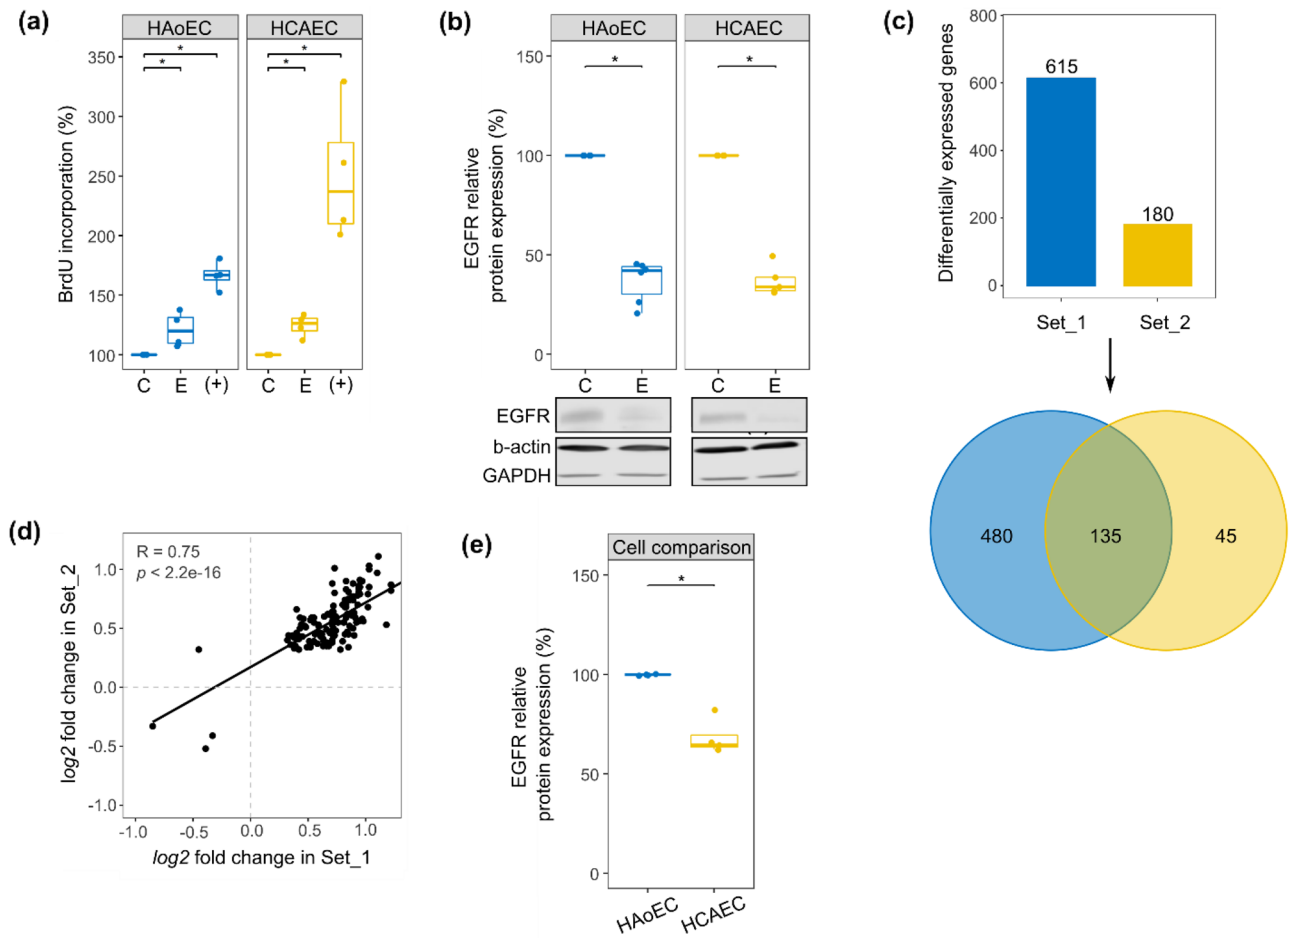 (a)
HAoEC HCAEC
BrdU incorporation (%)
350
300
250
200
150
100
* * * *
C E (+) C E (+)
(b)
HAoEC HCAEC
EGFR relative
protein expression (%)
150
100
50
0
* *
C E C E
EGFR
b-actin
GAPDH
(c)
Differentially expressed genes
800
600
400
200
0
615
180
Set_1 Set_2
480 135 45
(d)
R = 0.75
p < 2.2e-16
log2 fold change in Set_2
1.0
0.5
0.0
-0.5
-1.0
-1.0 -0.5 0.0 0.5 1.0
log2 fold change in Set_1
(e)
Cell comparison
EGFR relative
protein expression (%)
150
100
50
0
*
HAoEC HCAEC